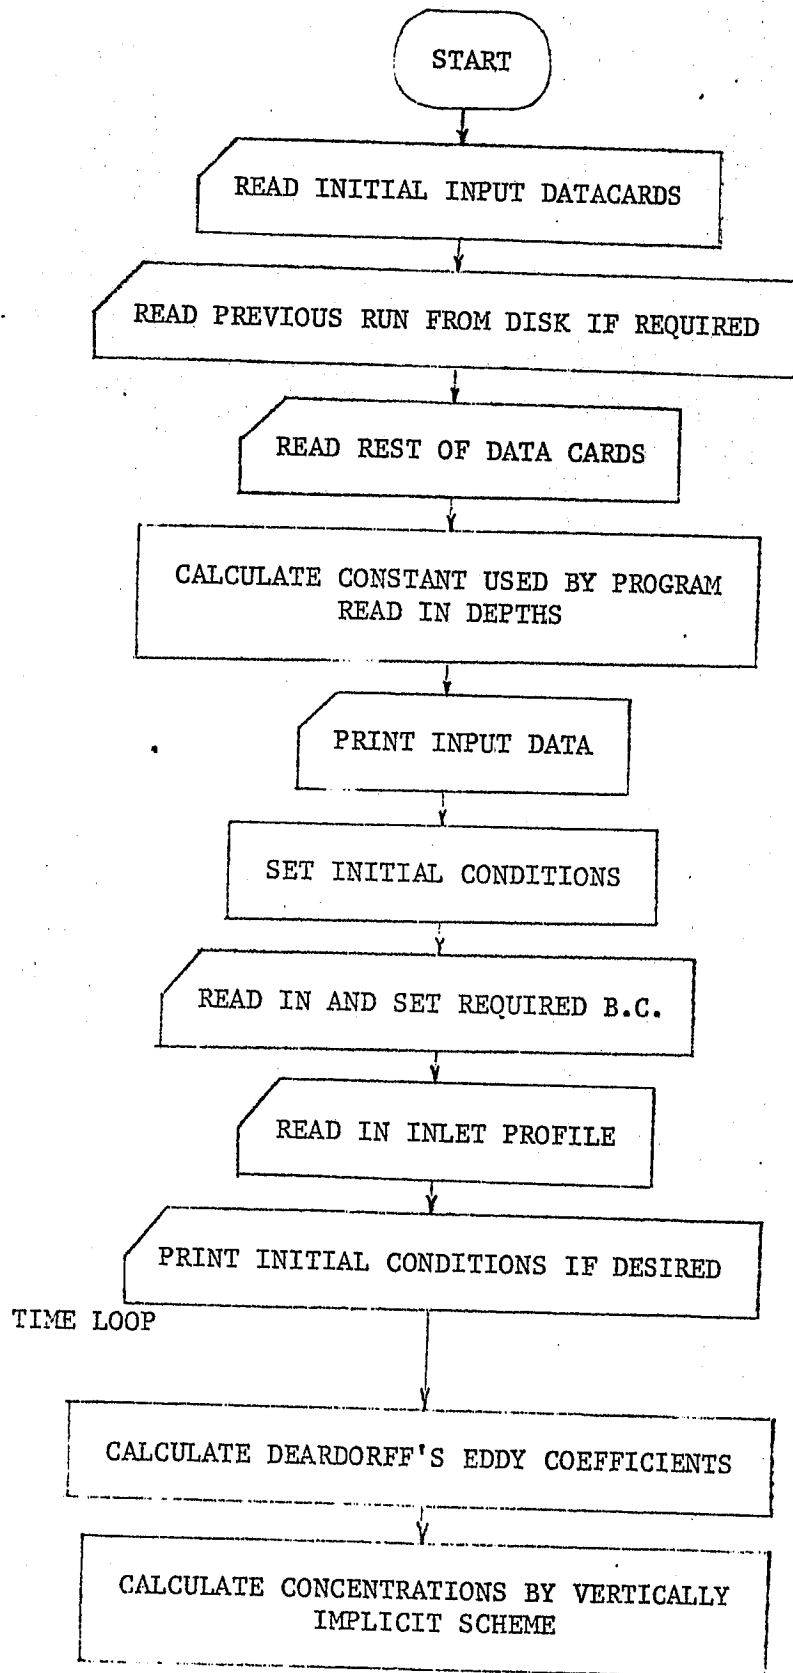 START
READ INITIAL INPUT DATACARDS
READ PREVIOUS RUN FROM DISK IF REQUIRED
READ REST OF DATA CARDS
CALCULATE CONSTANT USED BY PROGRAM
READ IN DEPTHS
PRINT INPUT DATA
SET INITIAL CONDITIONS
READ IN AND SET REQUIRED B.C.
READ IN INLET PROFILE
PRINT INITIAL CONDITIONS IF DESIRED
TIME LOOP
CALCULATE DEARDORFF'S EDDY COEFFICIENTS
CALCULATE CONCENTRATIONS BY VERTICALLY
IMPLICIT SCHEME